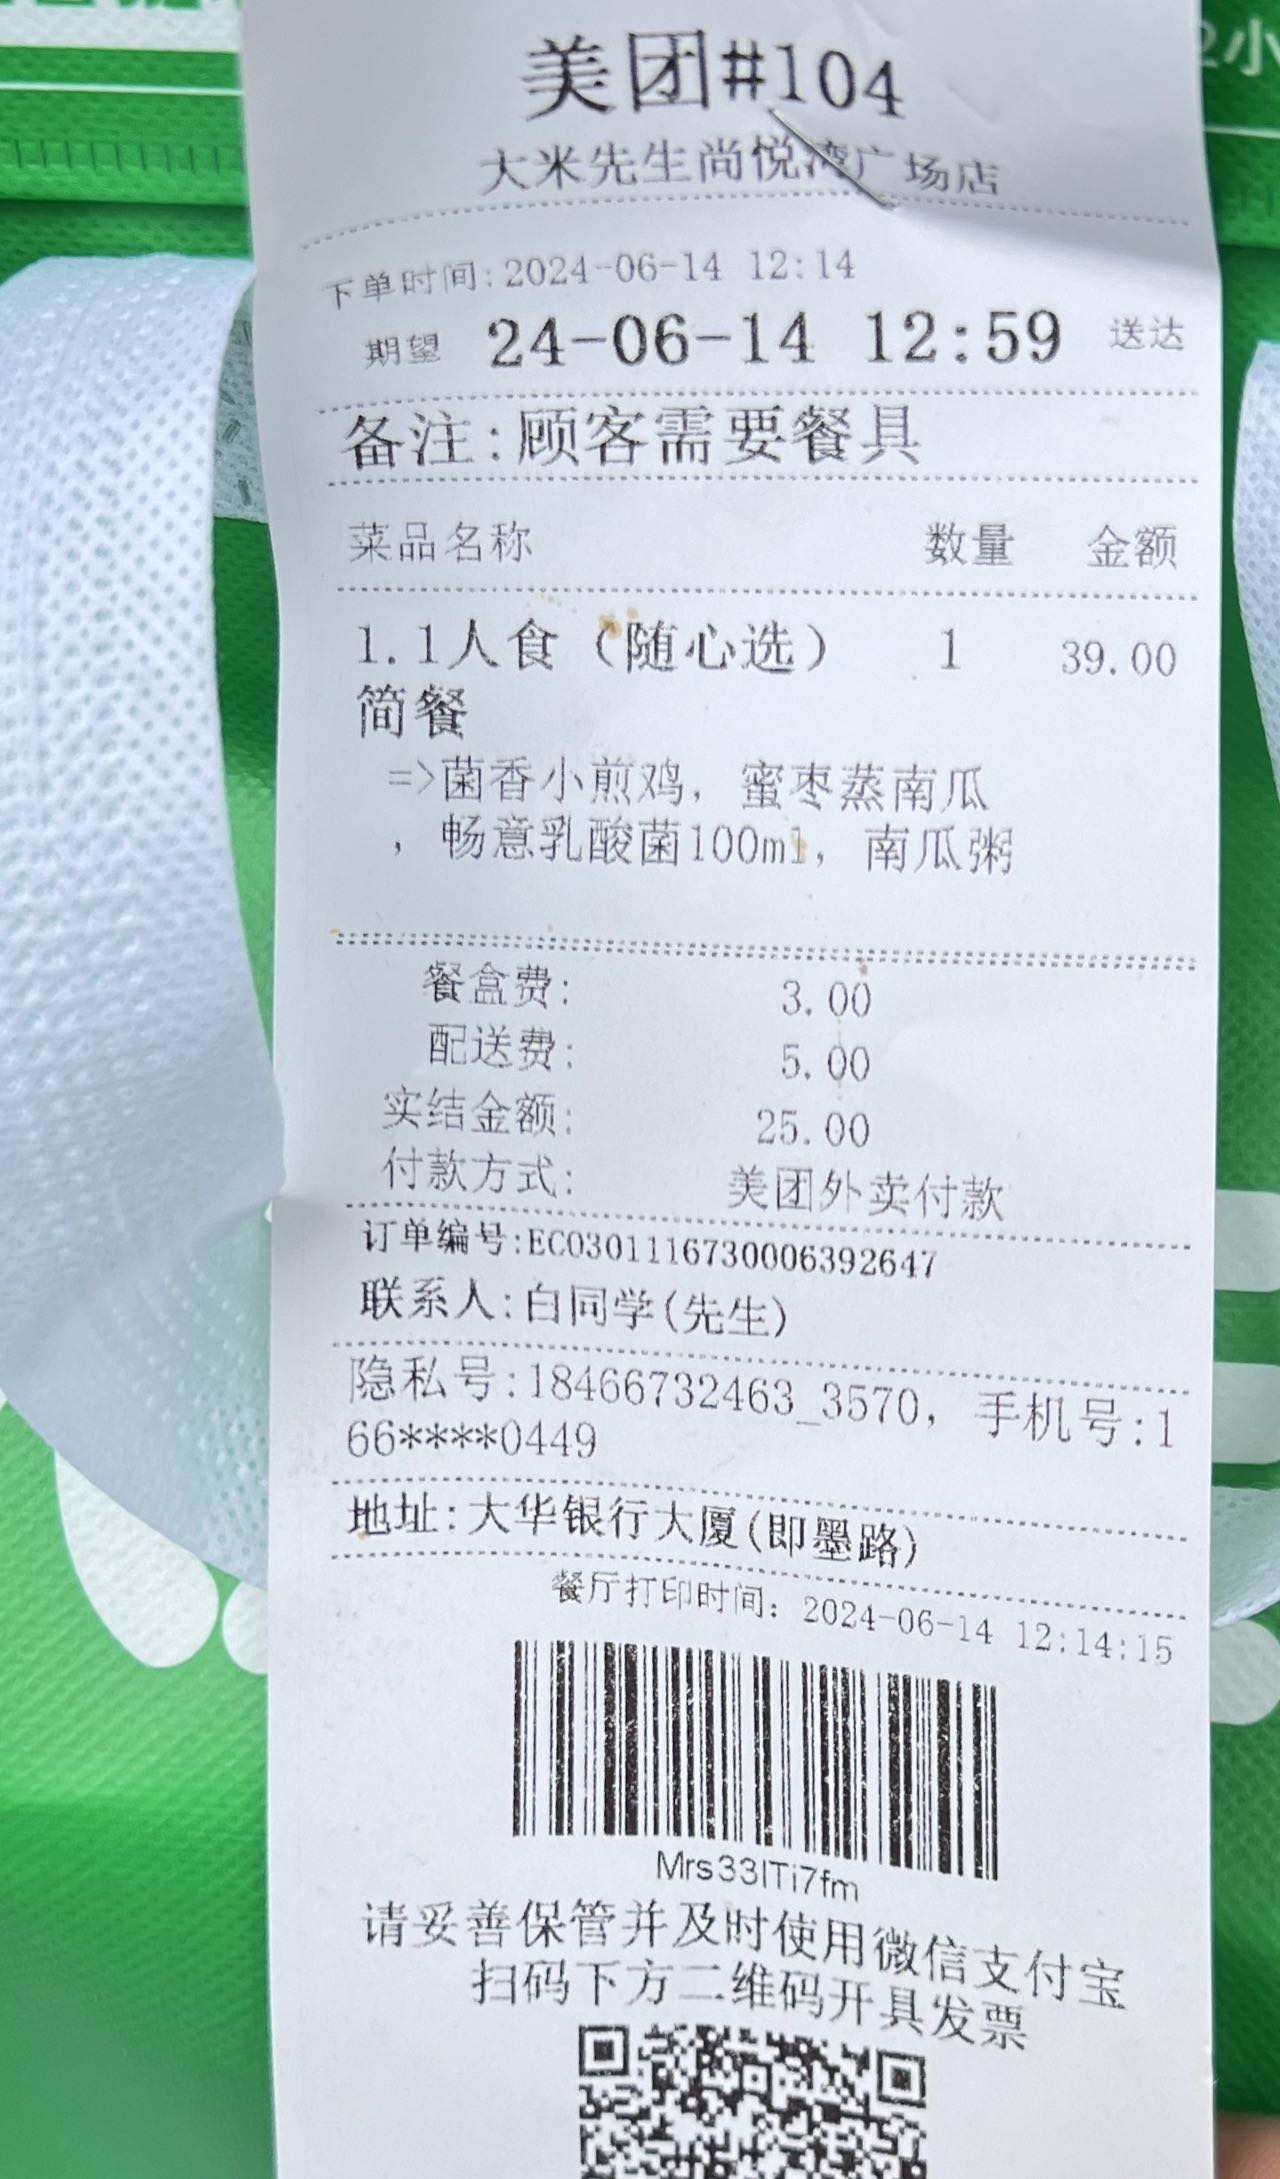 2小
美团#104
大米先生尚悦湾广场店
下单时间:2024-06-14 12:14
期望 24-06-14 12:59 送达
备注:顾客需要餐具
菜品名称 数量 金额
1.1人食（随心选） 1 39.00
简餐
=>菌香小煎鸡，蜜枣蒸南瓜
，畅意乳酸菌100ml，南瓜粥
餐盒费: 3.00
配送费: 5.00
实结金额: 25.00
付款方式: 美团外卖付款
订单编号:EC0301116730006392647
联系人:白同学(先生)
隐私号:18466732463_3570，手机号:1
66****0449
地址:大华银行大厦(即墨路)
餐厅打印时间：2024-06-14 12:14:15
Mrs33ITi7fm
请妥善保管并及时使用微信支付宝
扫码下方二维码开具发票